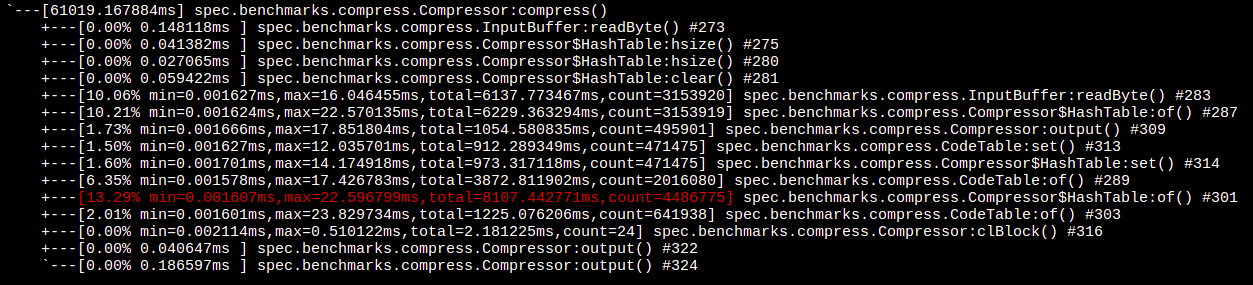 `---[61019.167884ms] spec.benchmarks.compress.Compressor:compress()
    +---[0.00% 0.148118ms ] spec.benchmarks.compress.InputBuffer:readByte() #273
    +---[0.00% 0.041382ms ] spec.benchmarks.compress.Compressor$HashTable:hsize() #275
    +---[0.00% 0.027065ms ] spec.benchmarks.compress.Compressor$HashTable:hsize() #280
    +---[0.00% 0.059422ms ] spec.benchmarks.compress.Compressor$HashTable:clear() #281
    +---[10.06% min=0.001627ms,max=16.046455ms,total=6137.773467ms,count=3153920] spec.benchmarks.compress.InputBuffer:readByte() #283
    +---[10.21% min=0.001624ms,max=22.570135ms,total=6229.363294ms,count=3153919] spec.benchmarks.compress.Compressor$HashTable:of() #287
    +---[1.73% min=0.001666ms,max=17.851804ms,total=1054.580835ms,count=495901] spec.benchmarks.compress.Compressor:output() #309
    +---[1.50% min=0.001627ms,max=12.035701ms,total=912.289349ms,count=471475] spec.benchmarks.compress.CodeTable:set() #313
    +---[1.60% min=0.001701ms,max=14.174918ms,total=973.317118ms,count=471475] spec.benchmarks.compress.Compressor$HashTable:set() #314
    +---[6.35% min=0.001578ms,max=17.426783ms,total=3872.811902ms,count=2016080] spec.benchmarks.compress.CodeTable:of() #289
    +---[13.29% min=0.001607ms,max=22.596799ms,total=8107.442771ms,count=4486775] spec.benchmarks.compress.Compressor$HashTable:of() #301
    +---[2.01% min=0.001601ms,max=23.829734ms,total=1225.076206ms,count=641938] spec.benchmarks.compress.CodeTable:of() #303
    +---[0.00% min=0.002114ms,max=0.510122ms,total=2.181225ms,count=24] spec.benchmarks.compress.Compressor:clBlock() #316
    +---[0.00% 0.040647ms ] spec.benchmarks.compress.Compressor:output() #322
    `---[0.00% 0.186597ms ] spec.benchmarks.compress.Compressor:output() #324